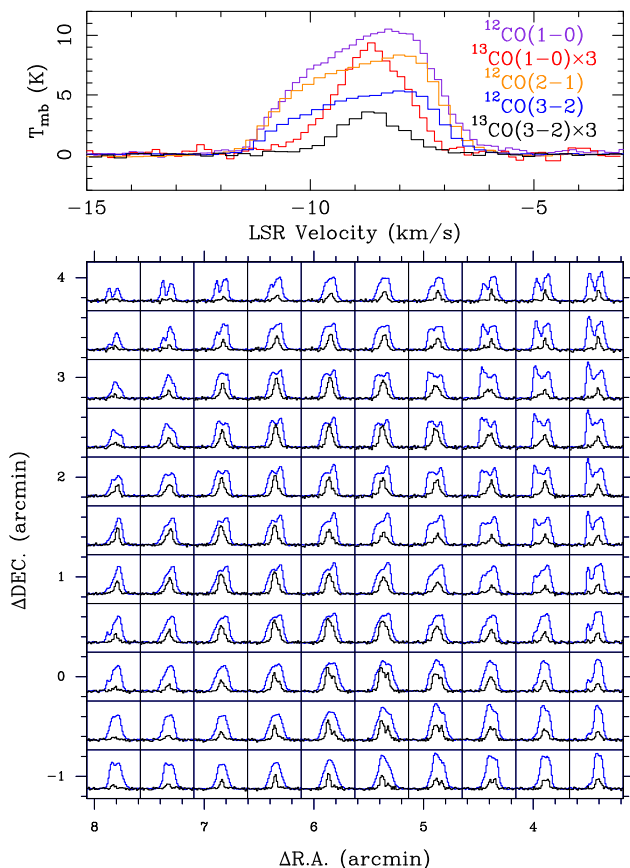 10
5
0
T_mb (K)
¹²CO(1−0)
¹³CO(1−0)×3
¹²CO(2−1)
¹²CO(3−2)
¹³CO(3−2)×3
−15 −10 −5
LSR Velocity (km/s)
4
3
2
1
0
-1
ΔDEC. (arcmin)
8 7 6 5 4
ΔR.A. (arcmin)